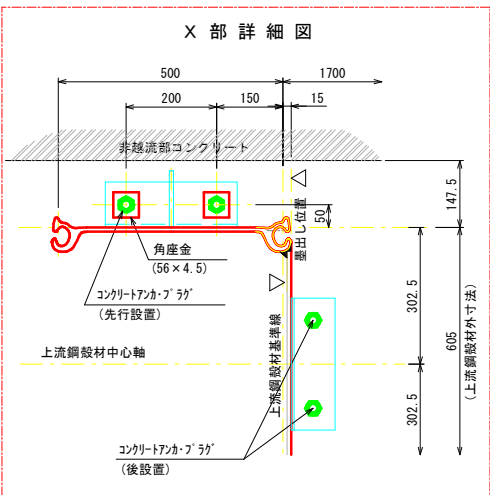 X 部 詳 細 図
500
1700
200
150
15
非越流部コンクリート
147.5
50
墨出し位置
角座金
(56×4.5)
コンクリートアンカ・プラグ
(先行設置)
302.5
605
(上流鋼殻材外寸法)
上流鋼殻材基準線
上流鋼殻材中心軸
302.5
コンクリートアンカ・プラグ
(後設置)